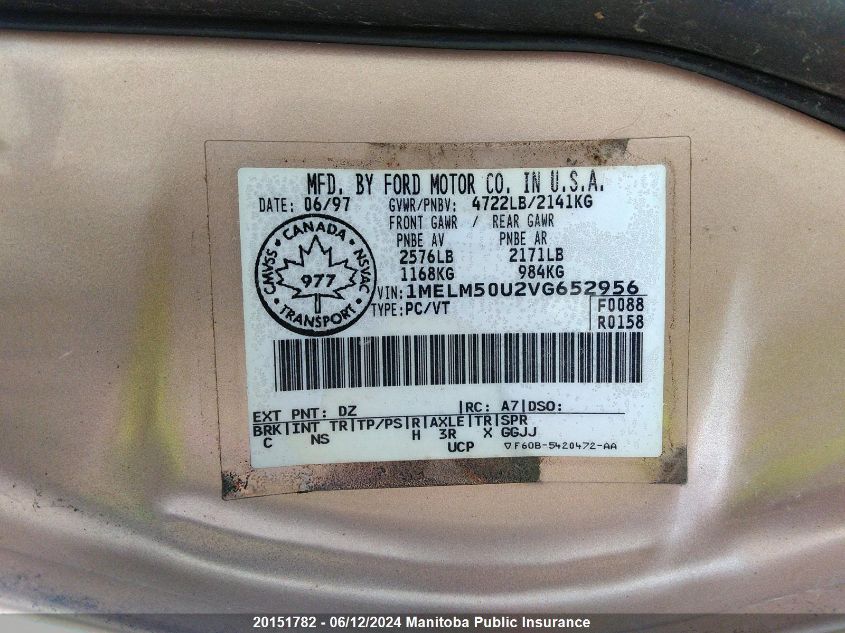 MFD. BY FORD MOTOR CO. IN U.S.A.
DATE: 06/97 GVWR/PNBV: 4722LB/2141KG
FRONT GAWR / REAR GAWR
PNBE AV PNBE AR
2576LB 2171LB
1168KG 984KG
CANADA
CMVSS NSVAC
977
TRANSPORT
VIN: 1MELM50U2VG652956
TYPE: PC/VT F0088
R0158
EXT PNT: DZ RC: A7 DSO:
BRK INT TR TP/PS R AXLE TR SPR
C NS H 3R X GGJJ
UCP F60B-5420472-AA
20151782 - 06/12/2024 Manitoba Public Insurance